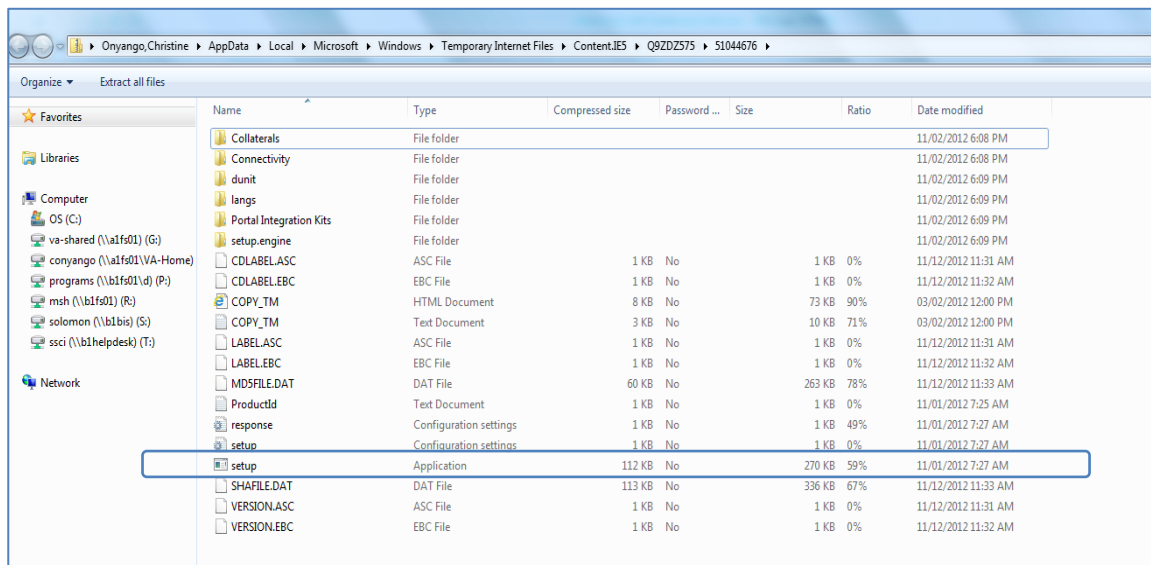 Onyango,Christine ▸ AppData ▸ Local ▸ Microsoft ▸ Windows ▸ Temporary Internet Files ▸ Content.IE5 ▸ Q9ZDZ575 ▸ 51044676 ▸
Organize Extract all files
Favorites
Libraries
Computer
OS (C:)
va-shared (\\a1fs01) (G:)
conyango (\\a1fs01\VA-Home)
programs (\\b1fs01\d) (P:)
msh (\\b1fs01) (R:)
solomon (\\b1bis) (S:)
ssci (\\b1helpdesk) (T:)
Network
Name Type Compressed size Password ... Size Ratio Date modified
Collaterals File folder 11/02/2012 6:08 PM
Connectivity File folder 11/02/2012 6:08 PM
dunit File folder 11/02/2012 6:09 PM
langs File folder 11/02/2012 6:09 PM
Portal Integration Kits File folder 11/02/2012 6:09 PM
setup.engine File folder 11/02/2012 6:09 PM
CDLABEL.ASC ASC File 1 KB No 1 KB 0% 11/12/2012 11:31 AM
CDLABEL.EBC EBC File 1 KB No 1 KB 0% 11/12/2012 11:32 AM
COPY_TM HTML Document 8 KB No 73 KB 90% 03/02/2012 12:00 PM
COPY_TM Text Document 3 KB No 10 KB 71% 03/02/2012 12:00 PM
LABEL.ASC ASC File 1 KB No 1 KB 0% 11/12/2012 11:31 AM
LABEL.EBC EBC File 1 KB No 1 KB 0% 11/12/2012 11:32 AM
MD5FILE.DAT DAT File 60 KB No 263 KB 78% 11/12/2012 11:33 AM
ProductId Text Document 1 KB No 1 KB 0% 11/01/2012 7:25 AM
response Configuration settings 1 KB No 1 KB 49% 11/01/2012 7:27 AM
setup Configuration settings 1 KB No 1 KB 0% 11/01/2012 7:27 AM
setup Application 112 KB No 270 KB 59% 11/01/2012 7:27 AM
SHAFILE.DAT DAT File 113 KB No 336 KB 67% 11/12/2012 11:33 AM
VERSION.ASC ASC File 1 KB No 1 KB 0% 11/12/2012 11:31 AM
VERSION.EBC EBC File 1 KB No 1 KB 0% 11/12/2012 11:32 AM